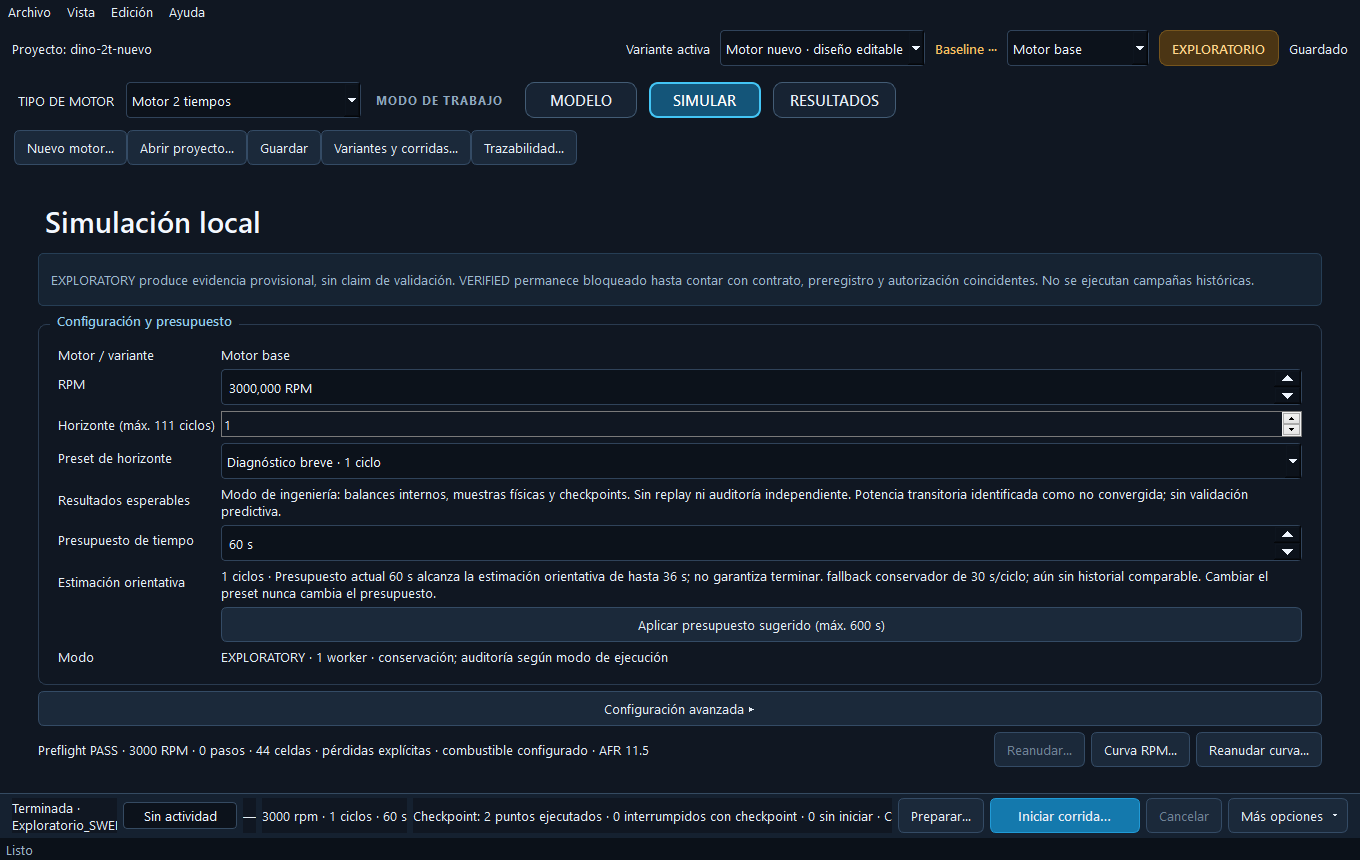 Archivo Vista Edición Ayuda
Proyecto: dino-2t-nuevo Variante activa Motor nuevo · diseño editable Baseline ··· Motor base EXPLORATORIO Guardado
TIPO DE MOTOR Motor 2 tiempos MODO DE TRABAJO MODELO SIMULAR RESULTADOS
Nuevo motor... Abrir proyecto... Guardar Variantes y corridas... Trazabilidad...
Simulación local
EXPLORATORY produce evidencia provisional, sin claim de validación. VERIFIED permanece bloqueado hasta contar con contrato, preregistro y autorización coincidentes. No se ejecutan campañas históricas.
Configuración y presupuesto
Motor / variante Motor base
RPM 3000,000 RPM
Horizonte (máx. 111 ciclos) 1
Preset de horizonte Diagnóstico breve · 1 ciclo
Resultados esperables Modo de ingeniería: balances internos, muestras físicas y checkpoints. Sin replay ni auditoría independiente. Potencia transitoria identificada como no convergida; sin validación
predictiva.
Presupuesto de tiempo 60 s
Estimación orientativa 1 ciclos · Presupuesto actual 60 s alcanza la estimación orientativa de hasta 36 s; no garantiza terminar. fallback conservador de 30 s/ciclo; aún sin historial comparable. Cambiar el
preset nunca cambia el presupuesto.
Aplicar presupuesto sugerido (máx. 600 s)
Modo EXPLORATORY · 1 worker · conservación; auditoría según modo de ejecución
Configuración avanzada ▸
Preflight PASS · 3000 RPM · 0 pasos · 44 celdas · pérdidas explícitas · combustible configurado · AFR 11.5 Reanudar... Curva RPM... Reanudar curva...
Terminada ·
Exploratorio_SWE Sin actividad — 3000 rpm · 1 ciclos · 60 s Checkpoint: 2 puntos ejecutados · 0 interrumpidos con checkpoint · 0 sin iniciar · C Preparar... Iniciar corrida... Cancelar Más opciones
Listo